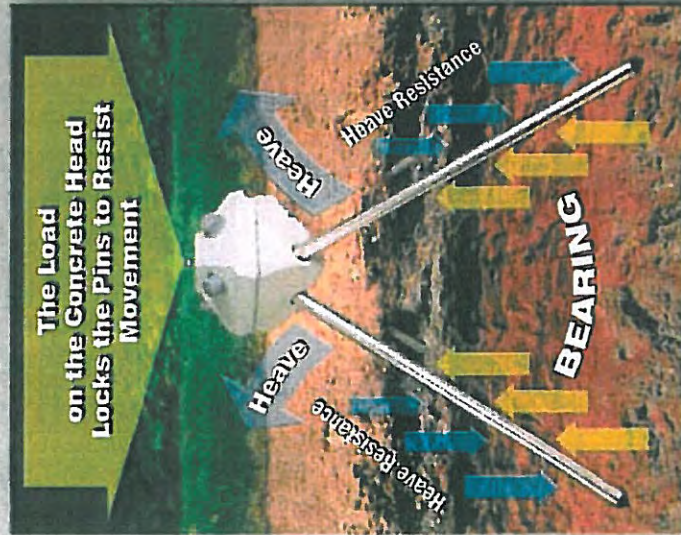 The Load
on the Concrete Head
Locks the Pins to Resist
Movement
Heave
Heave
Heave Resistance
Heave Resistance
BEARING